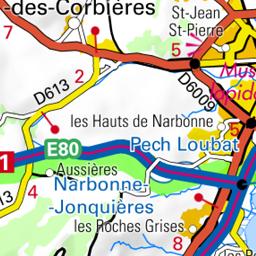 -des-Corbières
St-Jean
St-Pierre
7
5
2
D613
D6009
les Hauts de Narbonne
5
Pech Loubat
E80
1
Aussières
4
Narbonne-
-Jonquières
les Roches Grises
8